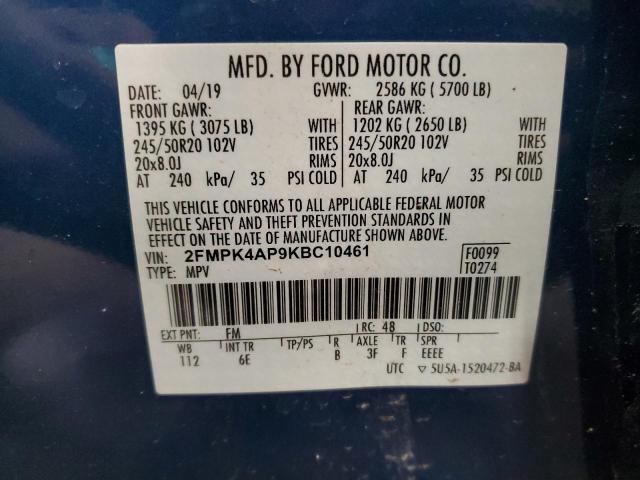 MFD. BY FORD MOTOR CO.
DATE: 04/19 GVWR: 2586 KG ( 5700 LB)
FRONT GAWR: REAR GAWR:
1395 KG ( 3075 LB) WITH 1202 KG ( 2650 LB) WITH
245/50R20 102V TIRES 245/50R20 102V TIRES
20x8.0J RIMS 20x8.0J RIMS
AT 240 kPa/ 35 PSI COLD AT 240 kPa/ 35 PSI COLD
THIS VEHICLE CONFORMS TO ALL APPLICABLE FEDERAL MOTOR
VEHICLE SAFETY AND THEFT PREVENTION STANDARDS IN
EFFECT ON THE DATE OF MANUFACTURE SHOWN ABOVE.
VIN: 2FMPK4AP9KBC10461 F0099
TYPE: MPV T0274
EXT PNT: FM RC: 48 DSO:
WB INT TR TP/PS R AXLE TR SPR
112 6E B 3F F EEEE
UTC ▽ 5U5A-1520472-BA